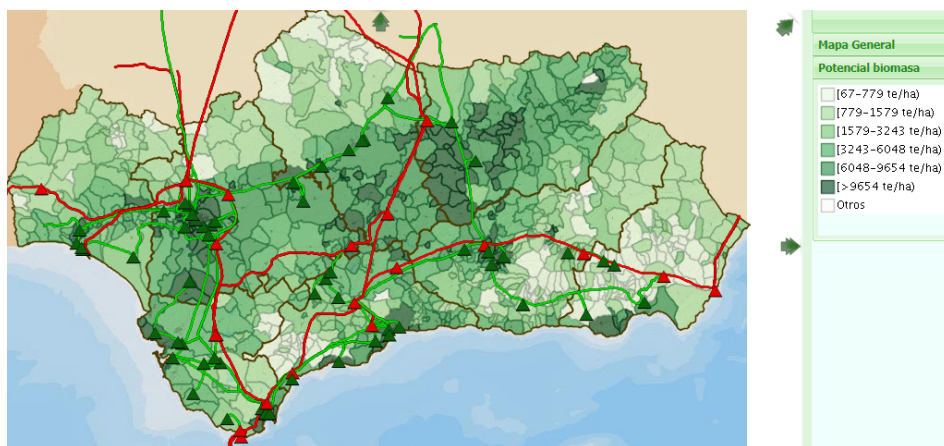 Mapa General
Potencial biomasa
[67-779 te/ha)
[779-1579 te/ha)
[1579-3243 te/ha)
[3243-6048 te/ha)
[6048-9654 te/ha)
[>9654 te/ha)
Otros